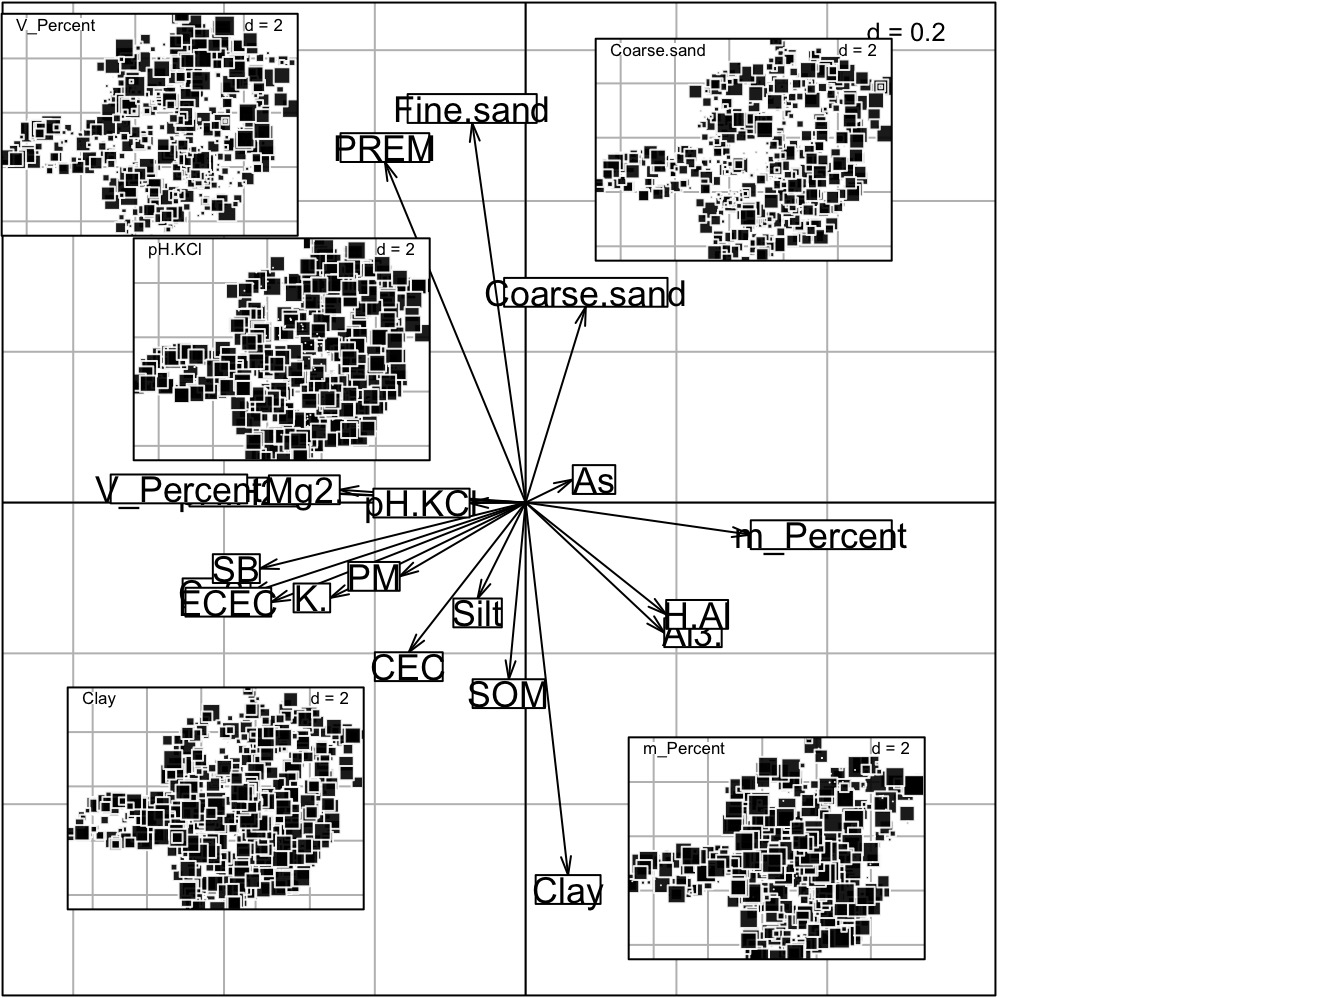 V_Percent
d = 2
d = 0.2
Coarse.sand
d = 2
Fine.sand
PREM
pH.KCl
d = 2
Coarse.sand
As
V_Percent
Mg2.
pH.KCl
m_Percent
SB
PM
ECEC
K.
Silt
H.Al
Al3.
CEC
SOM
Clay
d = 2
m_Percent
d = 2
Clay